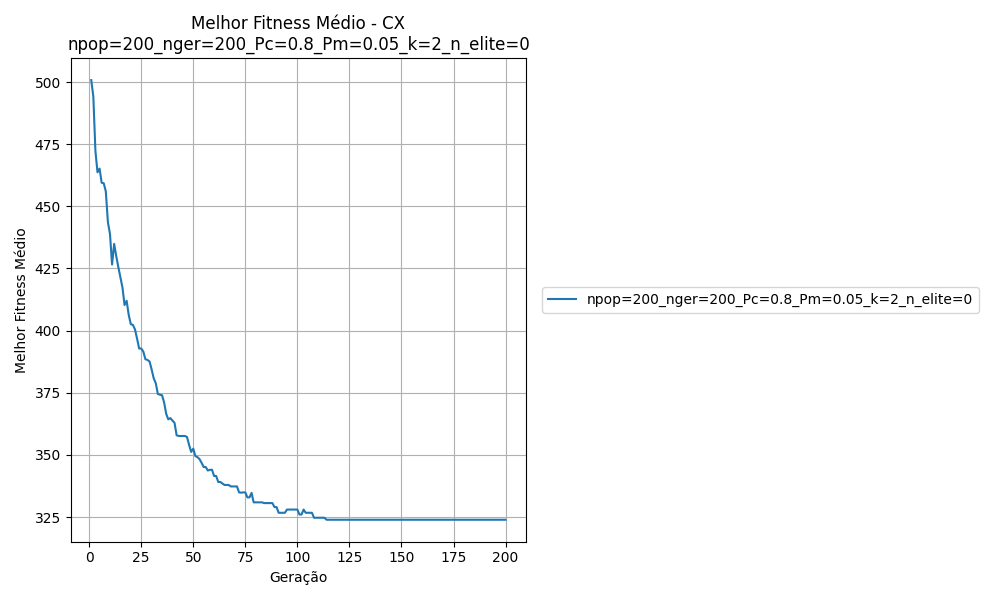 Melhor Fitness Médio - CX
npop=200_nger=200_Pc=0.8_Pm=0.05_k=2_n_elite=0
500
475
450
425
400
375
350
325
Melhor Fitness Médio
0 25 50 75 100 125 150 175 200
Geração
npop=200_nger=200_Pc=0.8_Pm=0.05_k=2_n_elite=0